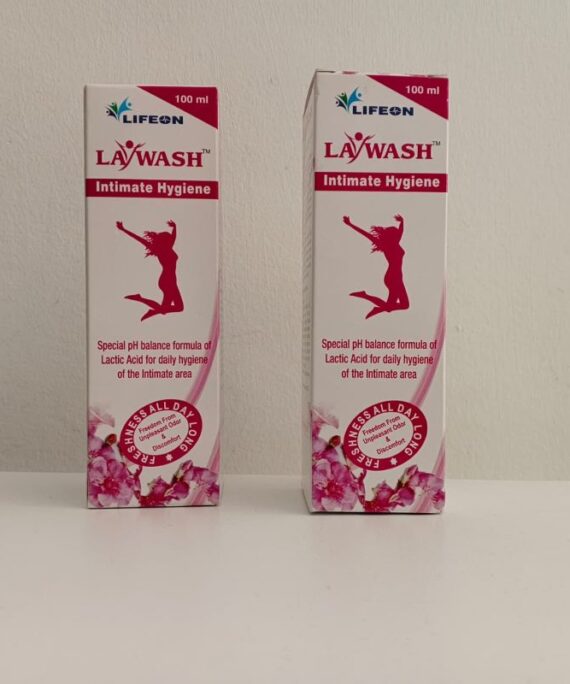 100 ml
LIFEON
LAYWASH™
Intimate Hygiene
Special pH balance formula of
Lactic Acid for daily hygiene
of the Intimate area
FRESHNESS ALL DAY LONG
Freedom From
Unpleasant Odor
&
Discomfort
100 ml
LIFEON
LAYWASH™
Intimate Hygiene
Special pH balance formula of
Lactic Acid for daily hygiene
of the Intimate area
FRESHNESS ALL DAY LONG
Freedom From
Unpleasant Odor
&
Discomfort